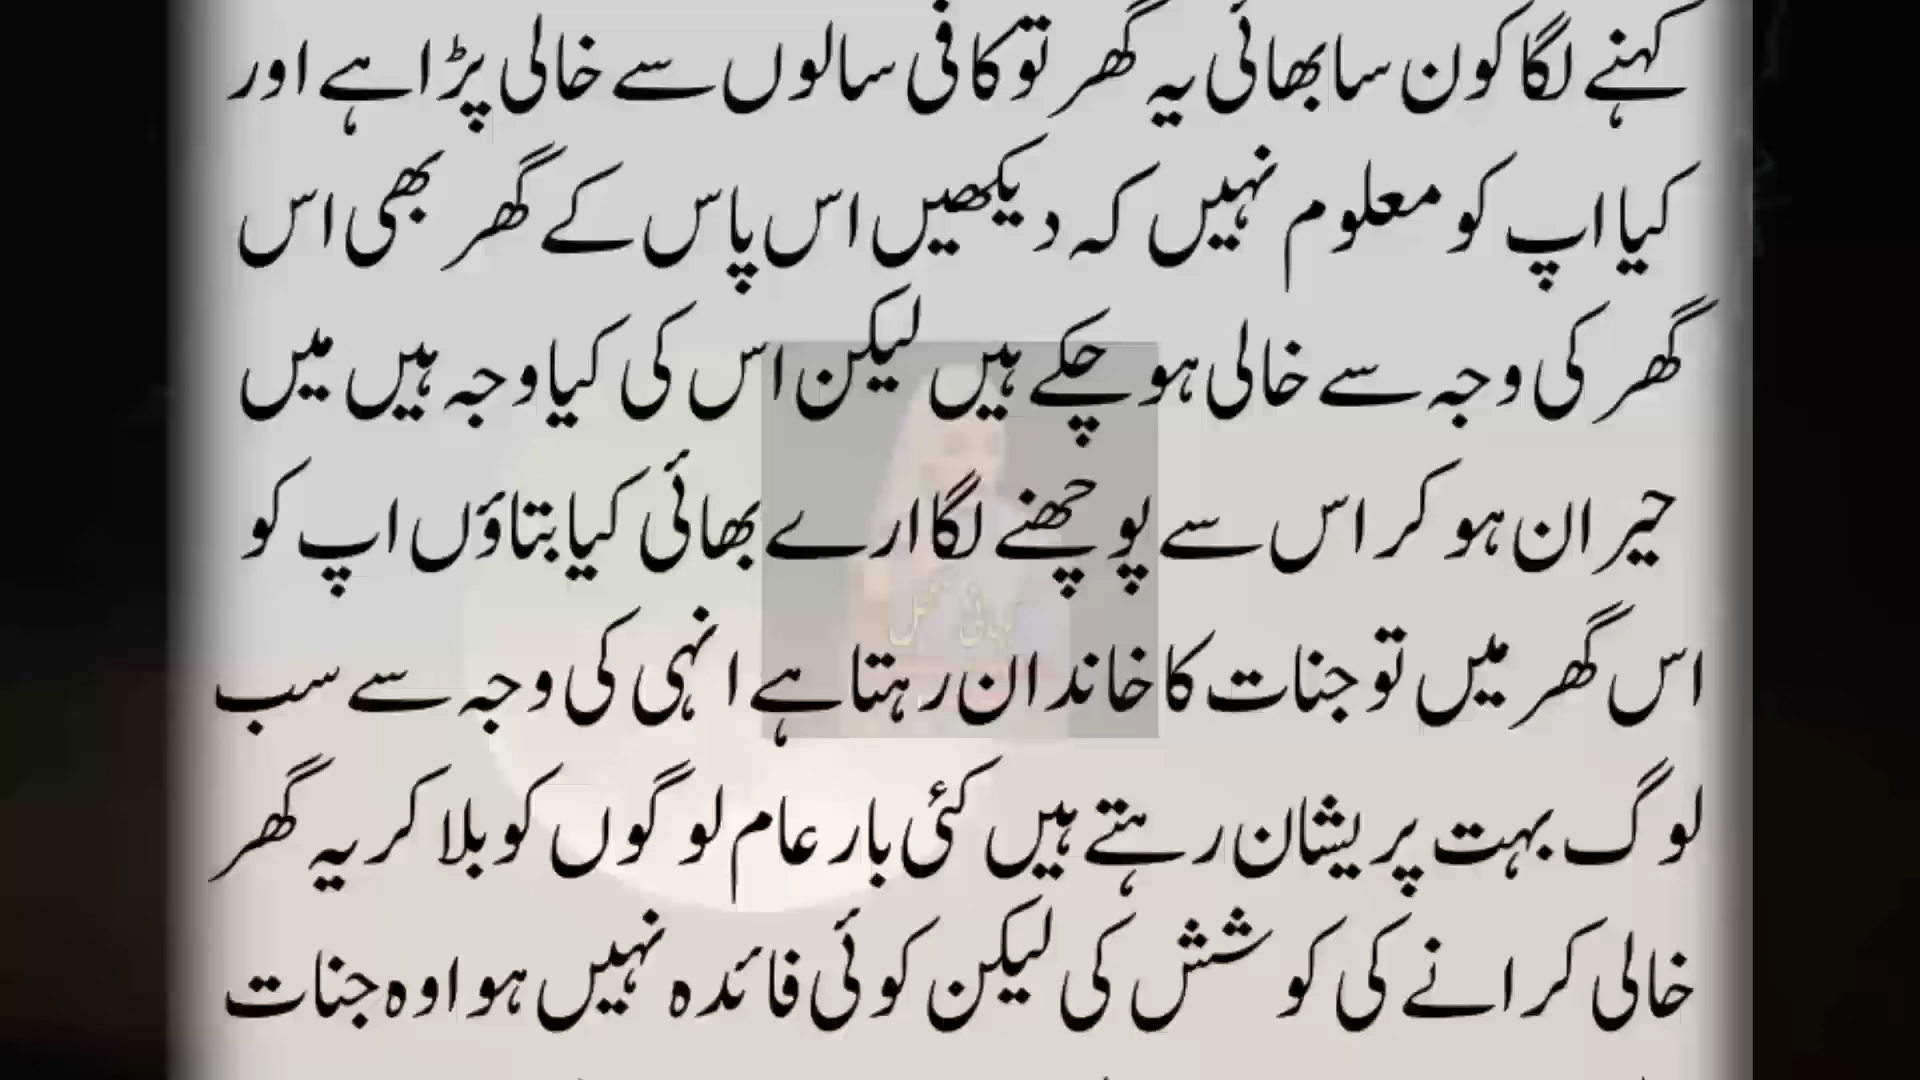 کہنے لگا کون سا بھائی یہ گھر تو کافی سالوں سے خالی پڑا ہے اور
کیا اپ کو معلوم نہیں کہ دیکھیں اس پاس کے گھر بھی اس
گھر کی وجہ سے خالی ہو چکے ہیں لیکن اس کی کیا وجہ ہیں میں
حیران ہو کر اس سے پوچھنے لگا ارے بھائی کیا بتاؤں اپ کو
اس گھر میں تو جنات کا خاندان رہتا ہے انہی کی وجہ سے سب
لوگ بہت پریشان رہتے ہیں کئی بار عام لوگوں کو بلا کر یہ گھر
خالی کرانے کی کوشش کی لیکن کوئی فائدہ نہیں ہوا وہ جنات